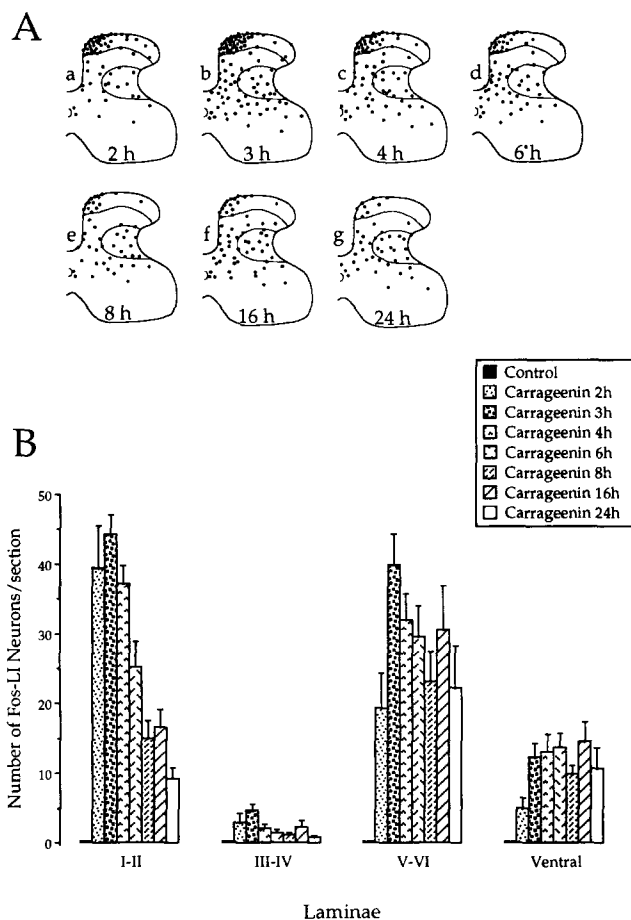 A
a
b
c
d
2 h
3 h
4 h
6 h
e
f
g
8 h
16 h
24 h
Control
Carrageenin 2h
Carrageenin 3h
Carrageenin 4h
Carrageenin 6h
Carrageenin 8h
Carrageenin 16h
Carrageenin 24h
B
Number of Fos-LI Neurons/section
50
40
30
20
10
0
I-II
III-IV
V-VI
Ventral
Laminae